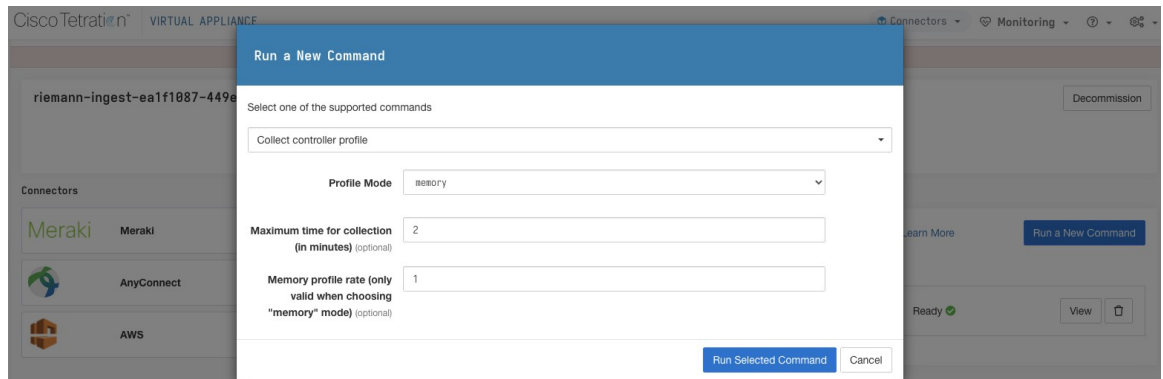 Cisco Tetration™ VIRTUAL APPLIANCE
Connectors
Monitoring
Run a New Command
riemann-ingest-ea1f1087-449e
Decommission
Select one of the supported commands
Collect controller profile
Profile Mode
memory
Connectors
Meraki Meraki
Maximum time for collection
(in minutes) (optional)
2
Learn More
Run a New Command
AnyConnect
Memory profile rate (only
valid when choosing
"memory" mode) (optional)
1
Ready
View
AWS
Run Selected Command
Cancel